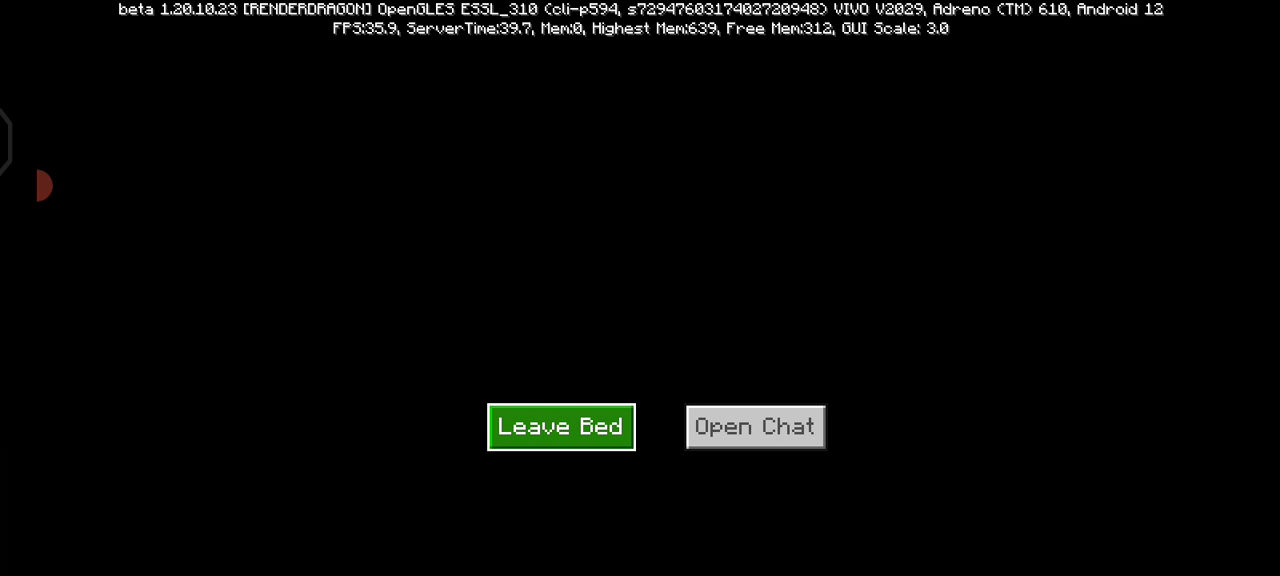 beta 1.20.10.23 [RENDERDRAGON] OpenGLES ESSL_310 (cli-p594, s7294760317402720948) VIVO V2029, Adreno (TM) 610, Android 12
FPS:35.9, ServerTime:39.7, Mem:0, Highest Mem:639, Free Mem:312, GUI Scale: 3.0
Leave Bed
Open Chat